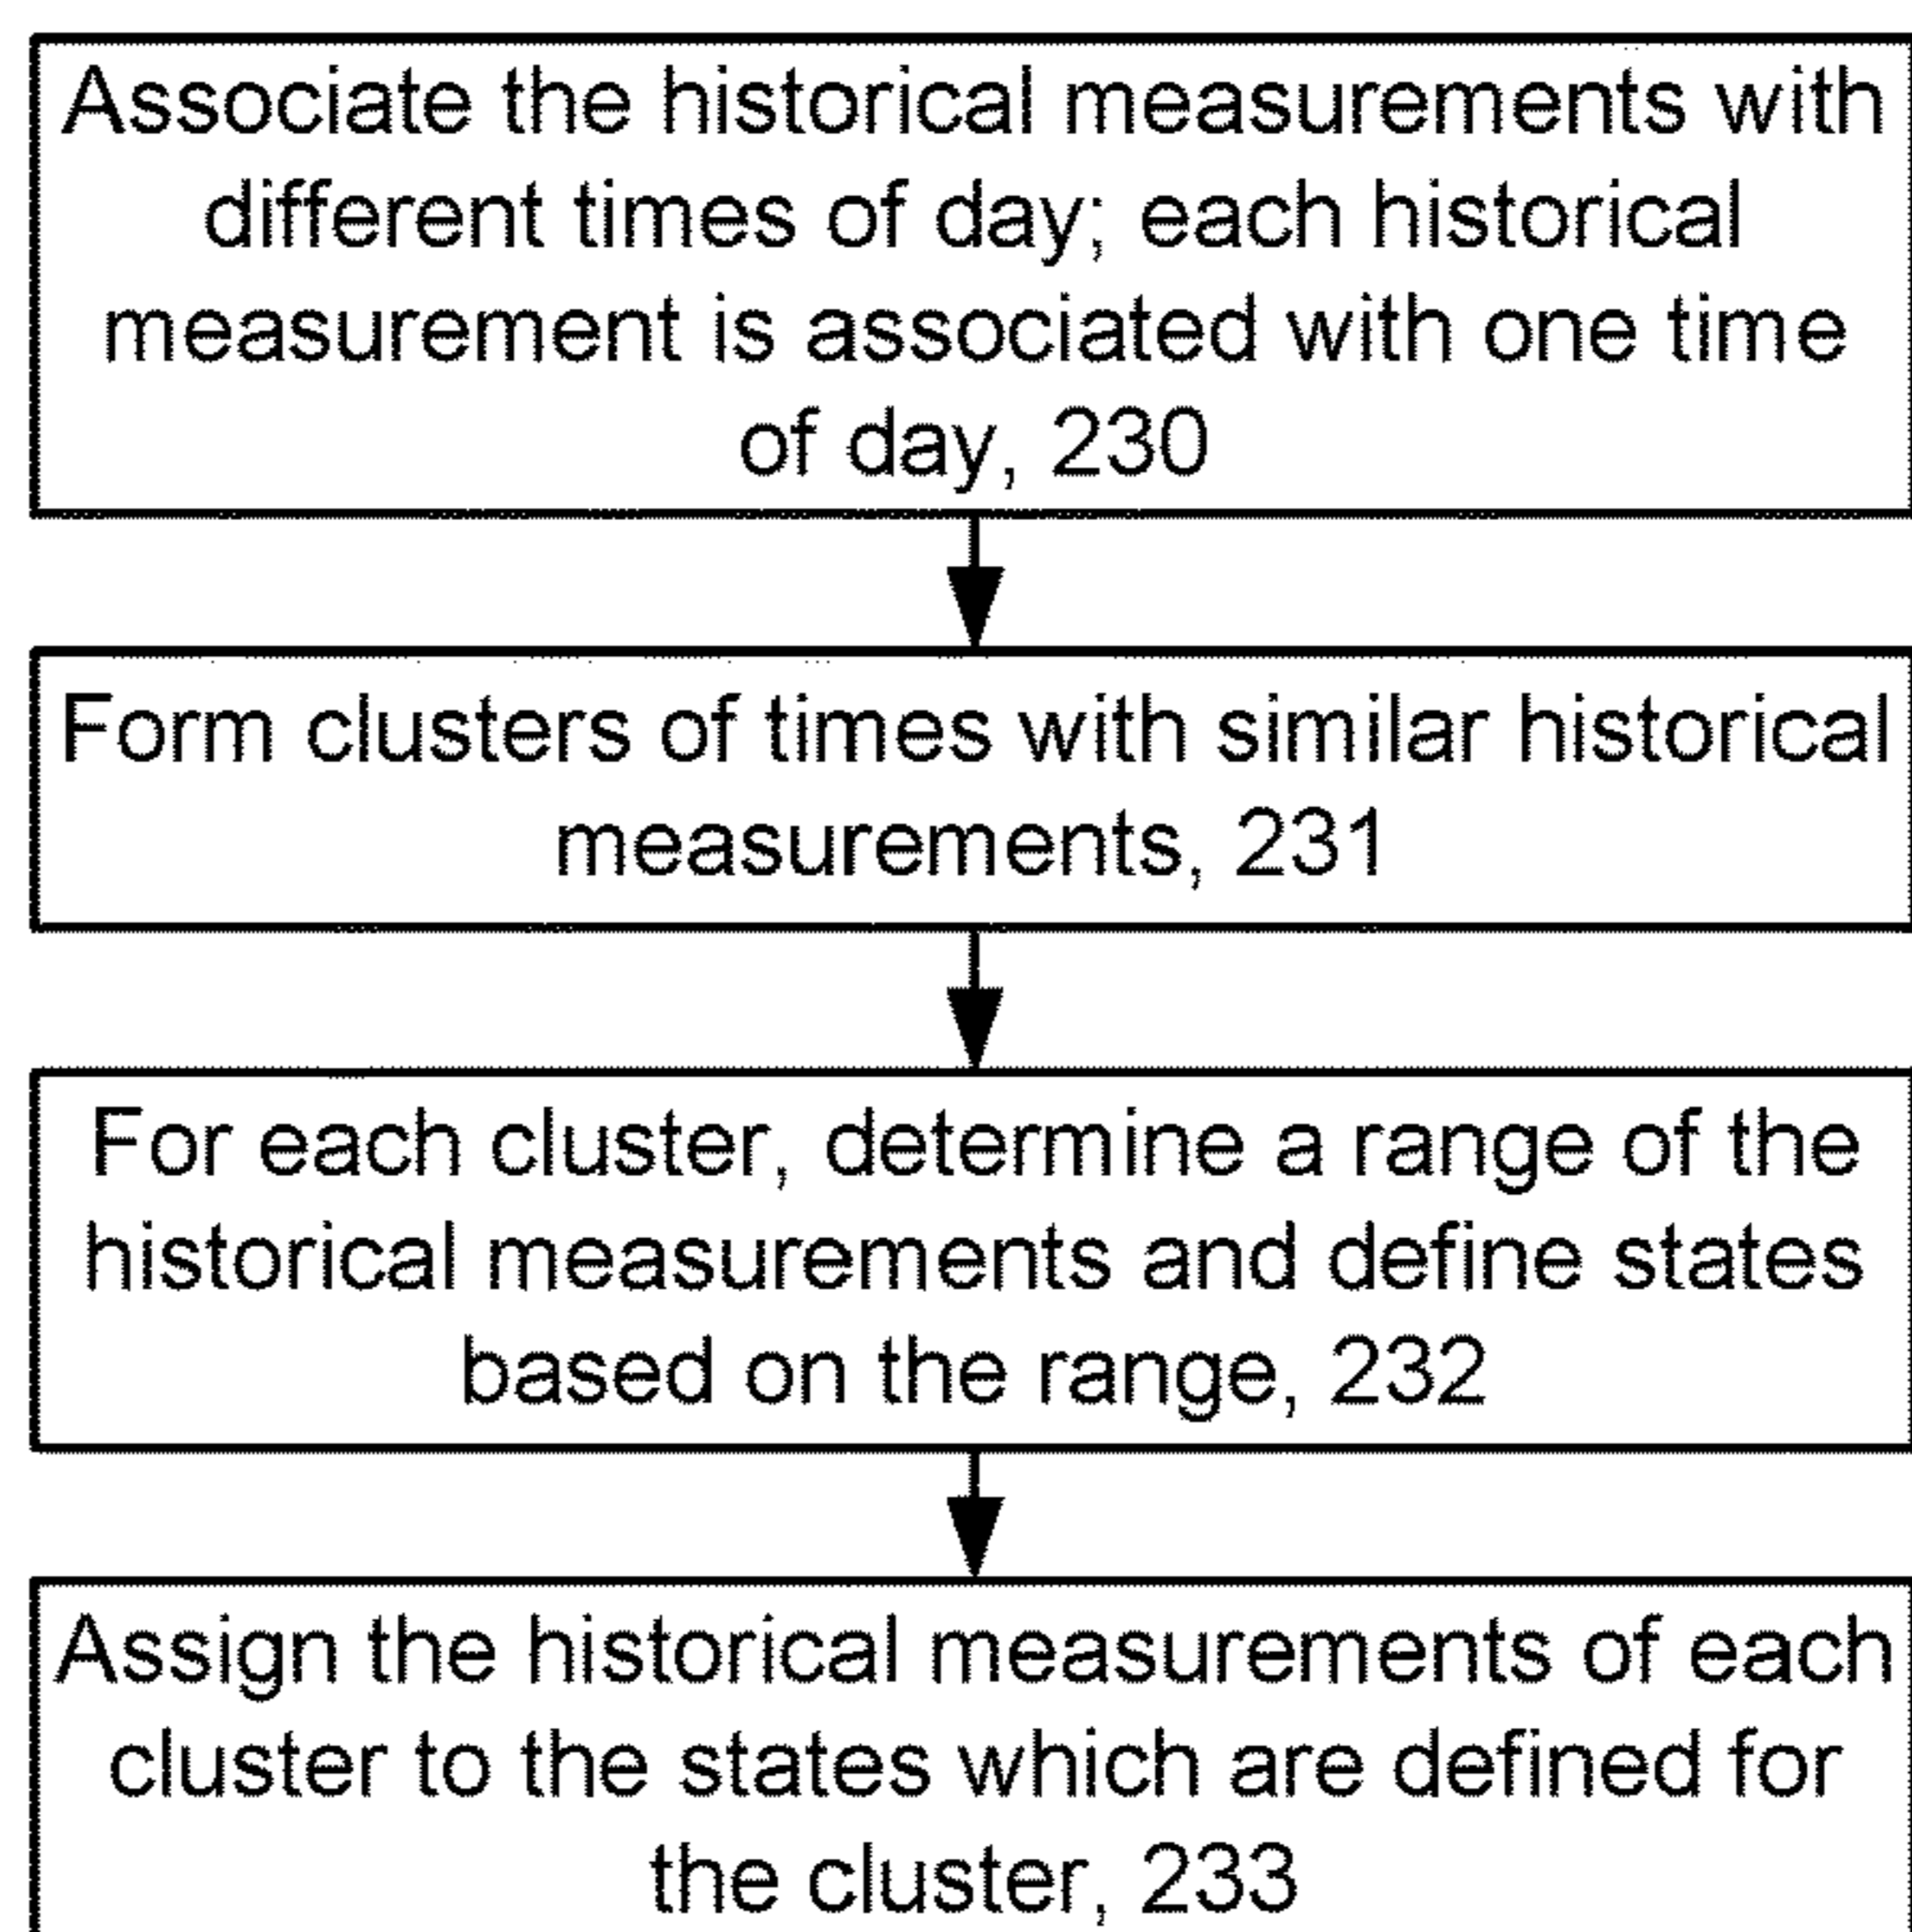 Associate the historical measurements with
different times of day; each historical
measurement is associated with one time
of day, 230
Form clusters of times with similar historical
measurements, 231
For each cluster, determine a range of the
historical measurements and define states
based on the range, 232
Assign the historical measurements of each
cluster to the states which are defined for
the cluster, 233